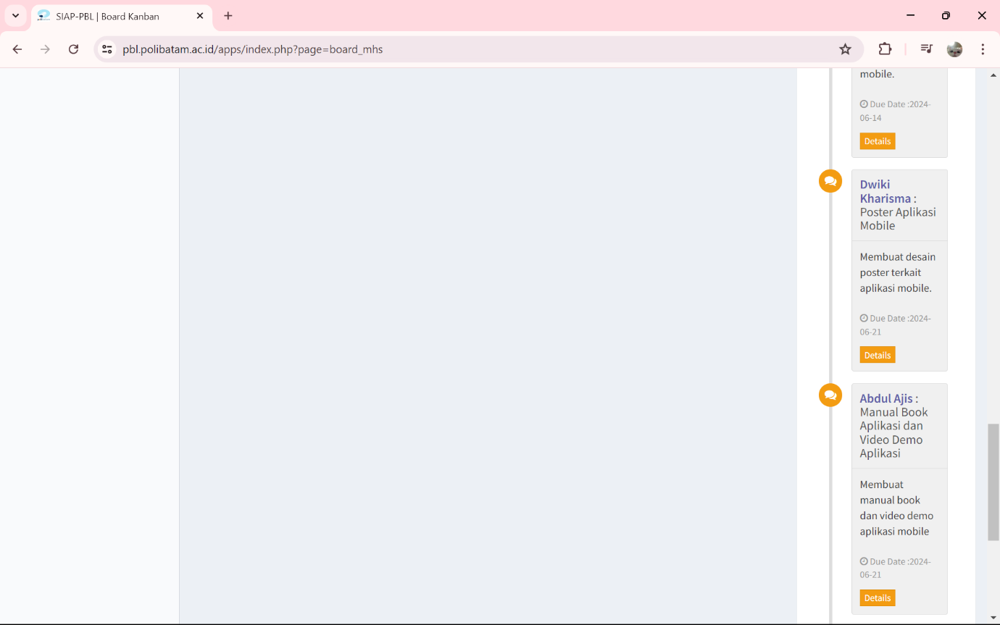 SIAP-PBL | Board Kanban
pbl.polibatam.ac.id/apps/index.php?page=board_mhs
mobile.
Due Date :2024-
06-14
Details
Dwiki
Kharisma :
Poster Aplikasi
Mobile
Membuat desain
poster terkait
aplikasi mobile.
Due Date :2024-
06-21
Details
Abdul Ajis :
Manual Book
Aplikasi dan
Video Demo
Aplikasi
Membuat
manual book
dan video demo
aplikasi mobile
Due Date :2024-
06-21
Details